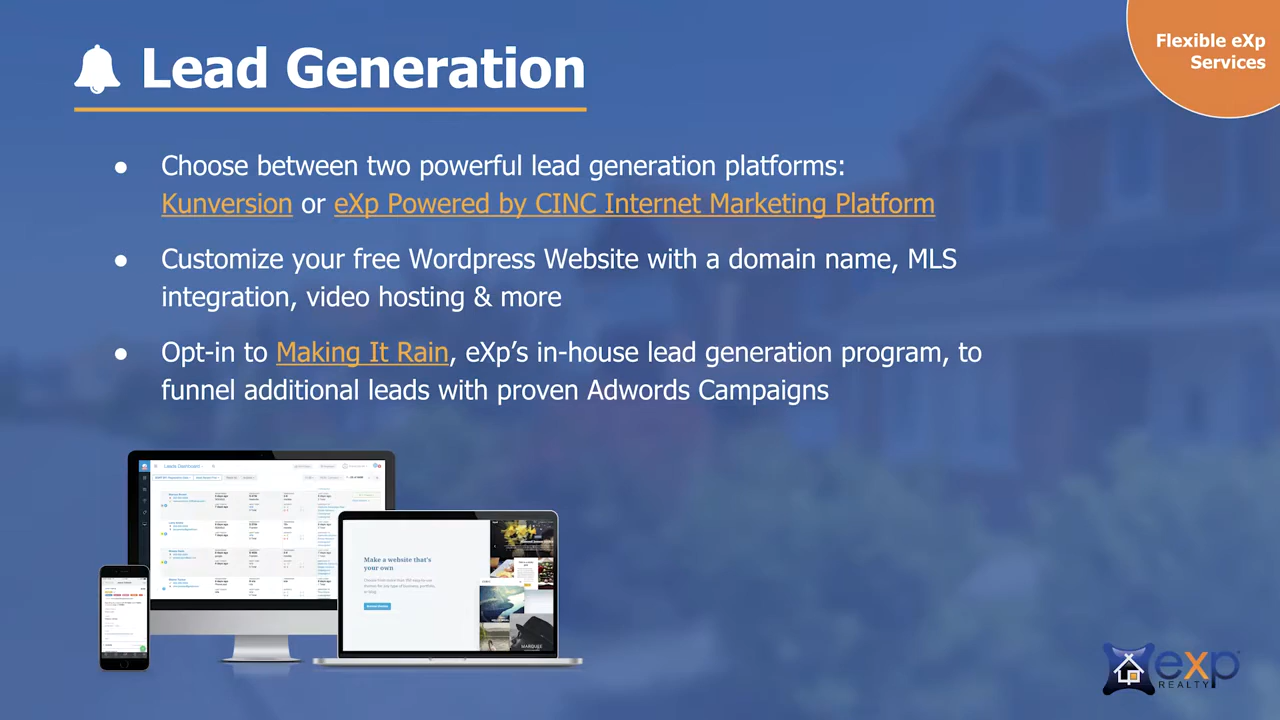 Flexible eXp
Services
Lead Generation
● Choose between two powerful lead generation platforms:
Kunversion or eXp Powered by CINC Internet Marketing Platform
● Customize your free Wordpress Website with a domain name, MLS
integration, video hosting & more
● Opt-in to Making It Rain, eXp’s in-house lead generation program, to
funnel additional leads with proven Adwords Campaigns
Leads Dashboard
Make a website that's
your own
MARQUEE
eXp
REALTY